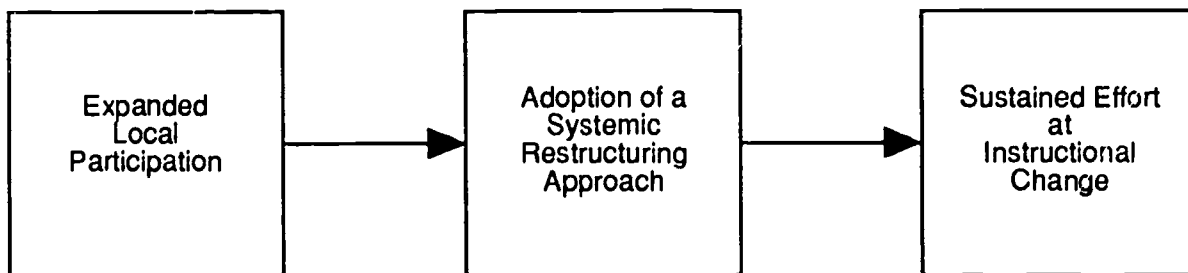 Expanded
Local
Participation
Adoption of a
Systemic
Restructuring
Approach
Sustained Effort
at
Instructional
Change